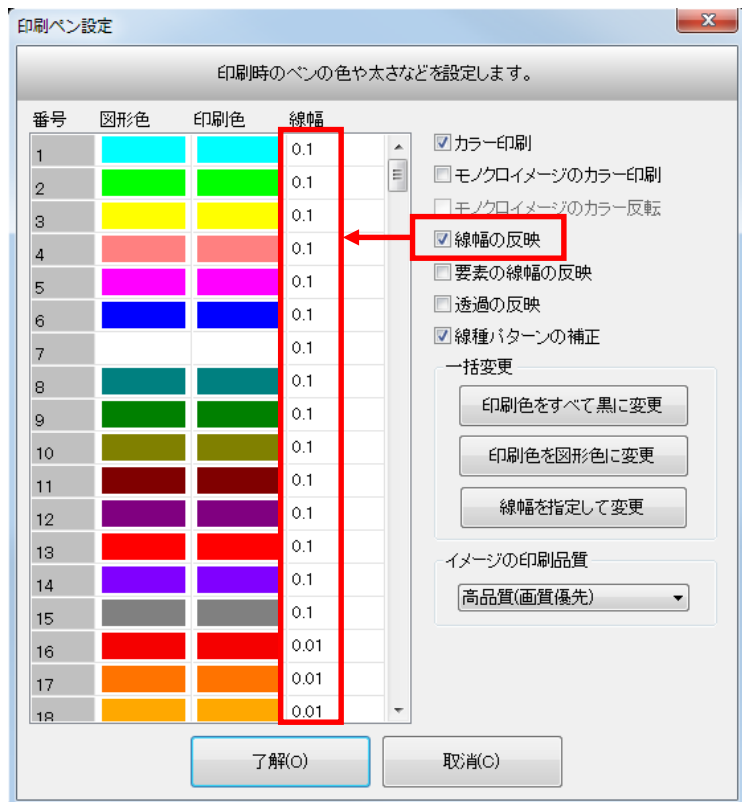 印刷ペン設定
印刷時のペンの色や太さなどを設定します。
番号 図形色 印刷色 線幅
1 0.1
2 0.1
3 0.1
4 0.1
5 0.1
6 0.1
7 0.1
8 0.1
9 0.1
10 0.1
11 0.1
12 0.1
13 0.1
14 0.1
15 0.1
16 0.01
17 0.01
18 0.01
カラー印刷
モノクロイメージのカラー印刷
モノクロイメージのカラー反転
線幅の反映
要素の線幅の反映
透過の反映
線種パターンの補正
一括変更
印刷色をすべて黒に変更
印刷色を図形色に変更
線幅を指定して変更
イメージの印刷品質
高品質(画質優先)
了解(O)
取消(C)